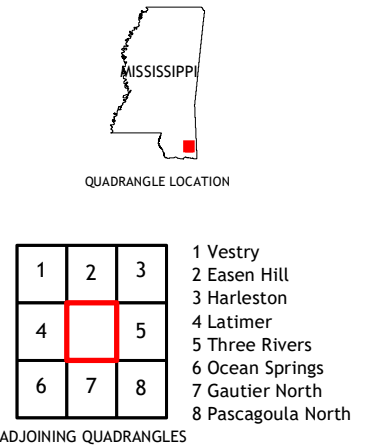 MISSISSIPPI
QUADRANGLE LOCATION
1 2 3
4 5
6 7 8
1 Vestry
2 Easen Hill
3 Harleston
4 Latimer
5 Three Rivers
6 Ocean Springs
7 Gautier North
8 Pascagoula North
ADJOINING QUADRANGLES